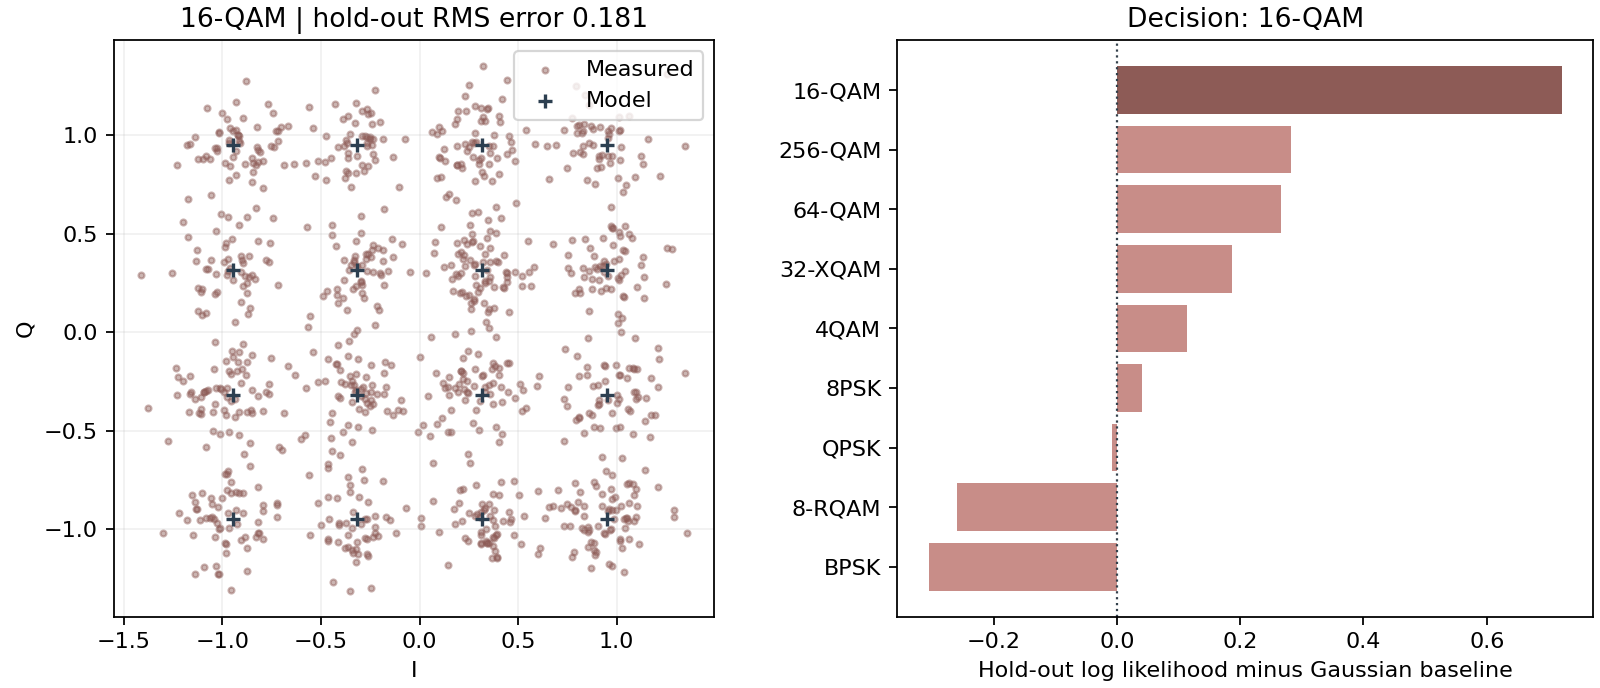 16-QAM | hold-out RMS error 0.181
Measured
Model
1.0
0.5
0.0
−0.5
−1.0
Q
−1.5
−1.0
−0.5
0.0
0.5
1.0
I
Decision: 16-QAM
16-QAM
256-QAM
64-QAM
32-XQAM
4QAM
8PSK
QPSK
8-RQAM
BPSK
−0.2
0.0
0.2
0.4
0.6
Hold-out log likelihood minus Gaussian baseline